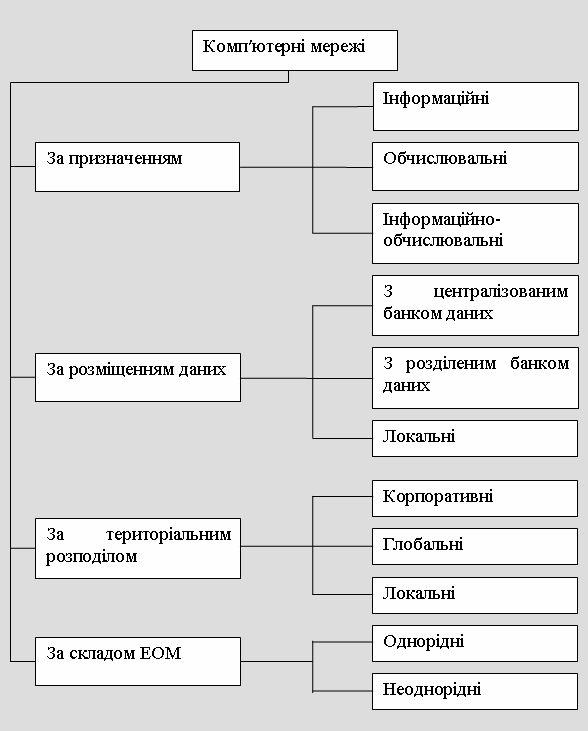 Комп'ютерні мережі
За призначенням
Інформаційні
Обчислювальні
Інформаційно-
обчислювальні
За розміщенням даних
З централізованим
банком даних
З розділеним банком
даних
Локальні
За територіальним
розподілом
Корпоративні
Глобальні
Локальні
За складом ЕОМ
Однорідні
Неоднорідні